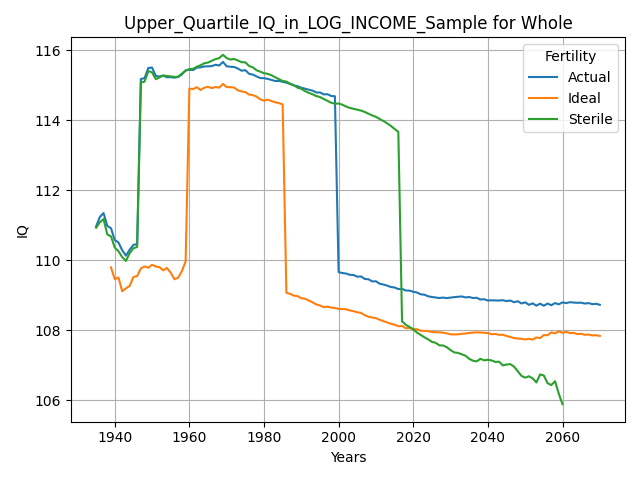 Upper_Quartile_IQ_in_LOG_INCOME_Sample for Whole
Fertility
Actual
Ideal
Sterile
IQ
116
114
112
110
108
106
1940 1960 1980 2000 2020 2040 2060
Years